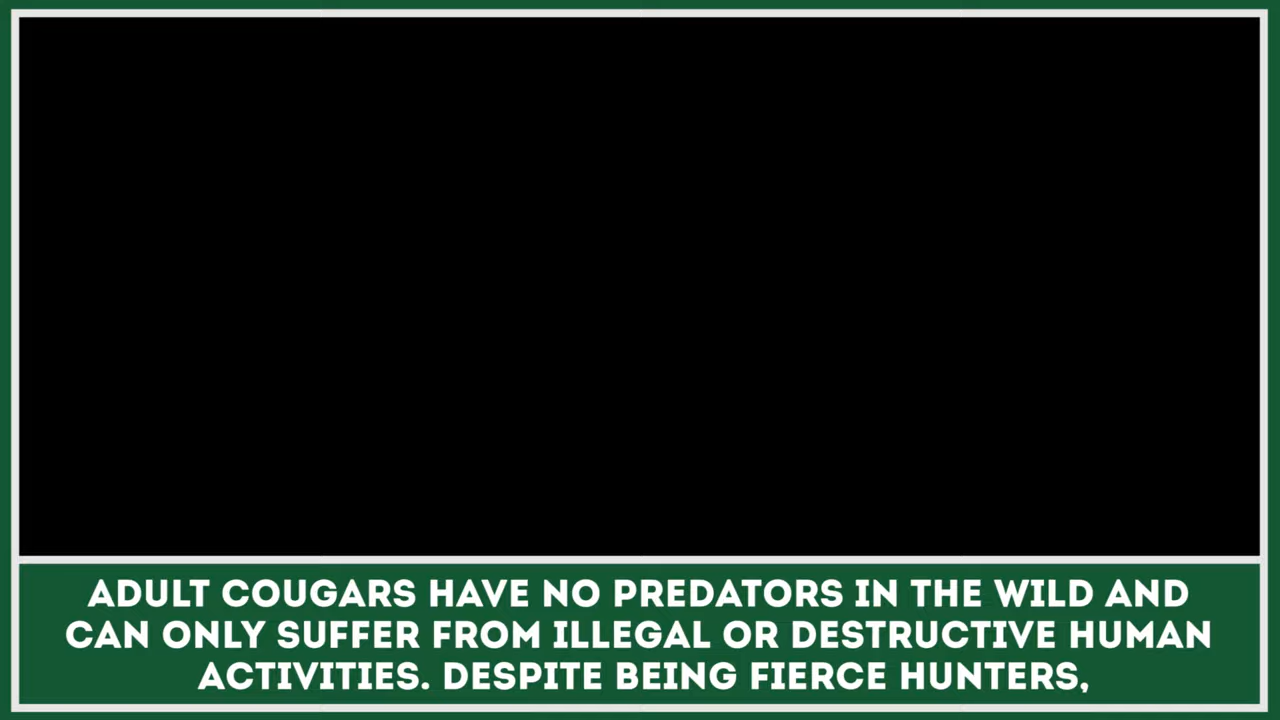 ADULT COUGARS HAVE NO PREDATORS IN THE WILD AND
CAN ONLY SUFFER FROM ILLEGAL OR DESTRUCTIVE HUMAN
ACTIVITIES. DESPITE BEING FIERCE HUNTERS,